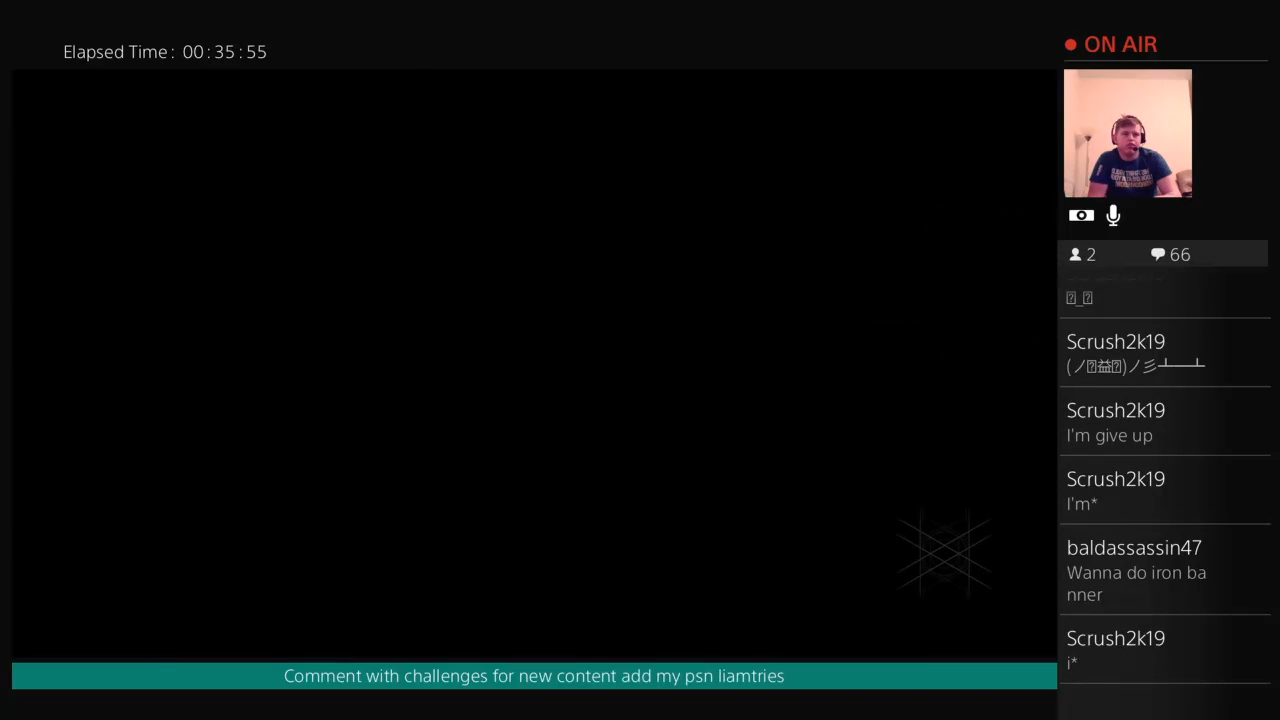 Elapsed Time: 00:35:55
ON AIR
2
66
Scrush2k19
Scrush2k19
I'm give up
Scrush2k19
I'm*
baldassassin47
Wanna do iron ba
nner
Scrush2k19
i*
Comment with challenges for new content add my psn liamtries